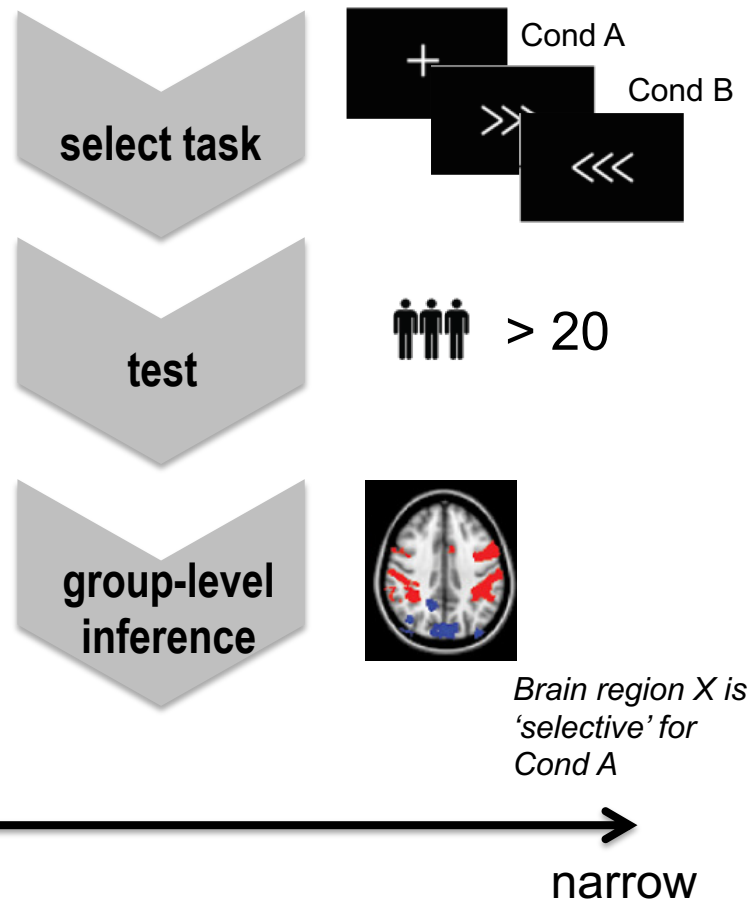 Cond A
Cond B
select task
>>>
<<<
test
> 20
group-level
inference
Brain region X is
‘selective’ for
Cond A
narrow